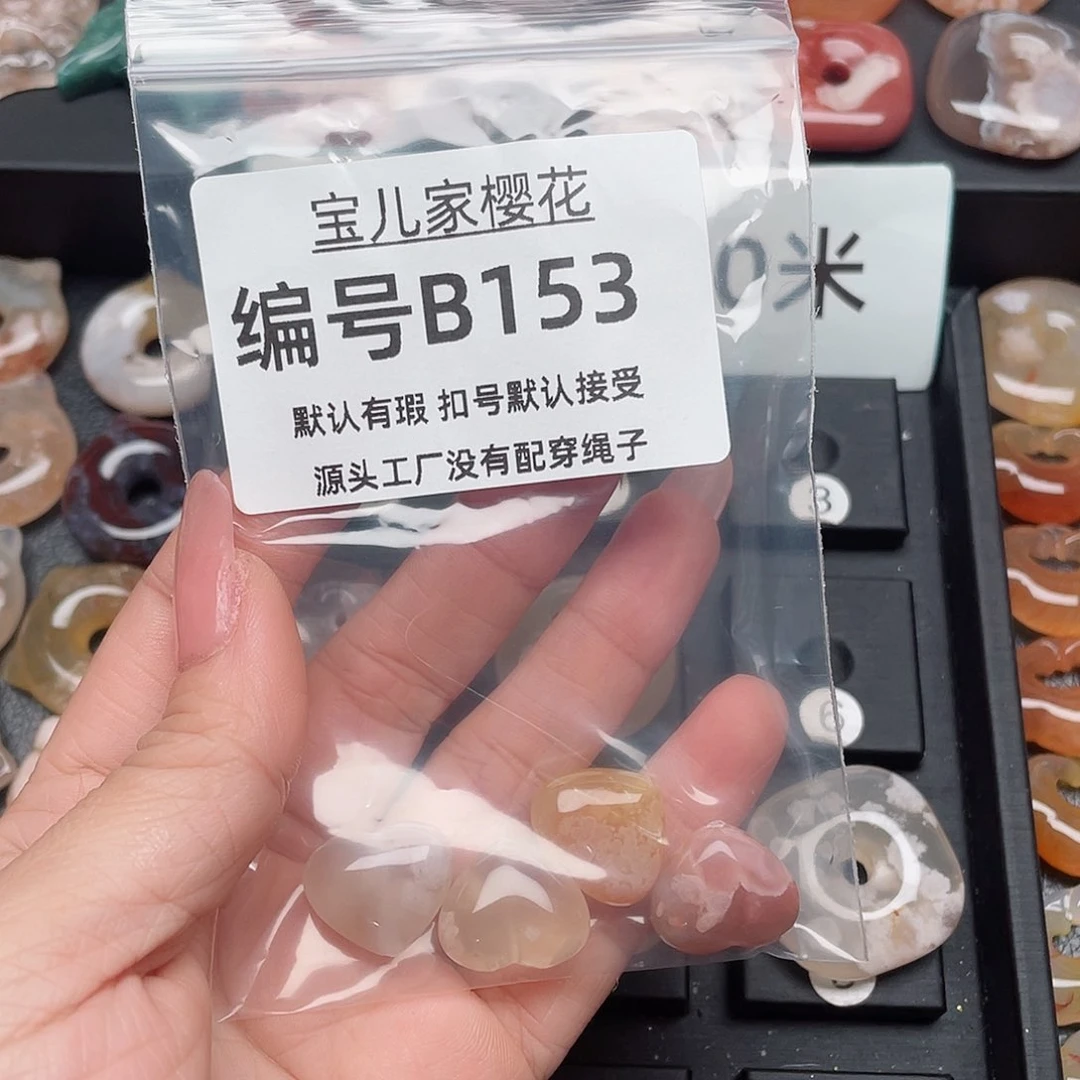 宝儿家樱花
编号B153
默认有瑕 扣号默认接受
源头工厂没有配穿绳子
0米
3
6